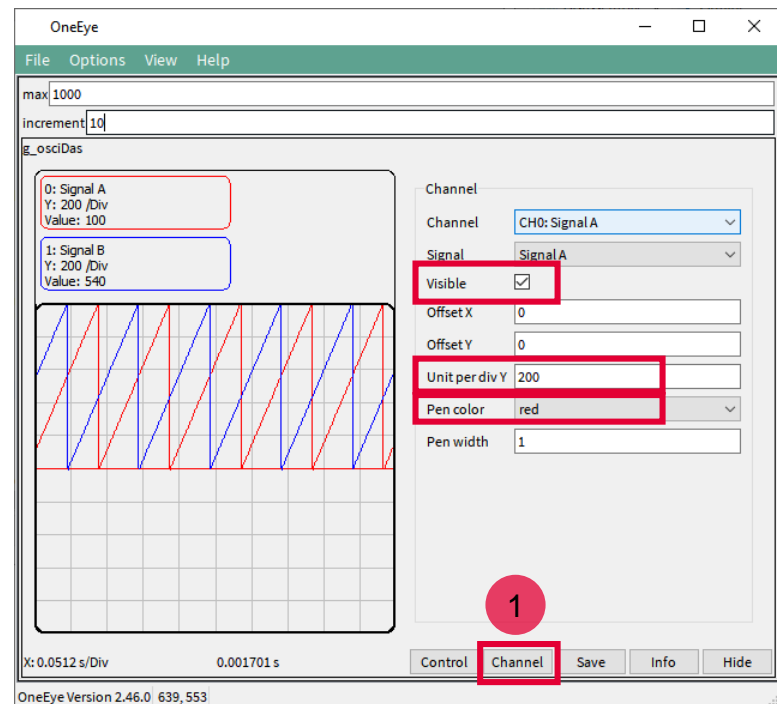 OneEye
File Options View Help
max 1000
increment 10
g_osciDas
0: Signal A
Y: 200 /Div
Value: 100
1: Signal B
Y: 200 /Div
Value: 540
Channel
Channel CH0: Signal A
Signal Signal A
Visible
Offset X 0
Offset Y 0
Unit per div Y 200
Pen color red
Pen width 1
1
X: 0.0512 s/Div 0.001701 s
Control Channel Save Info Hide
OneEye Version 2.46.0 639, 553